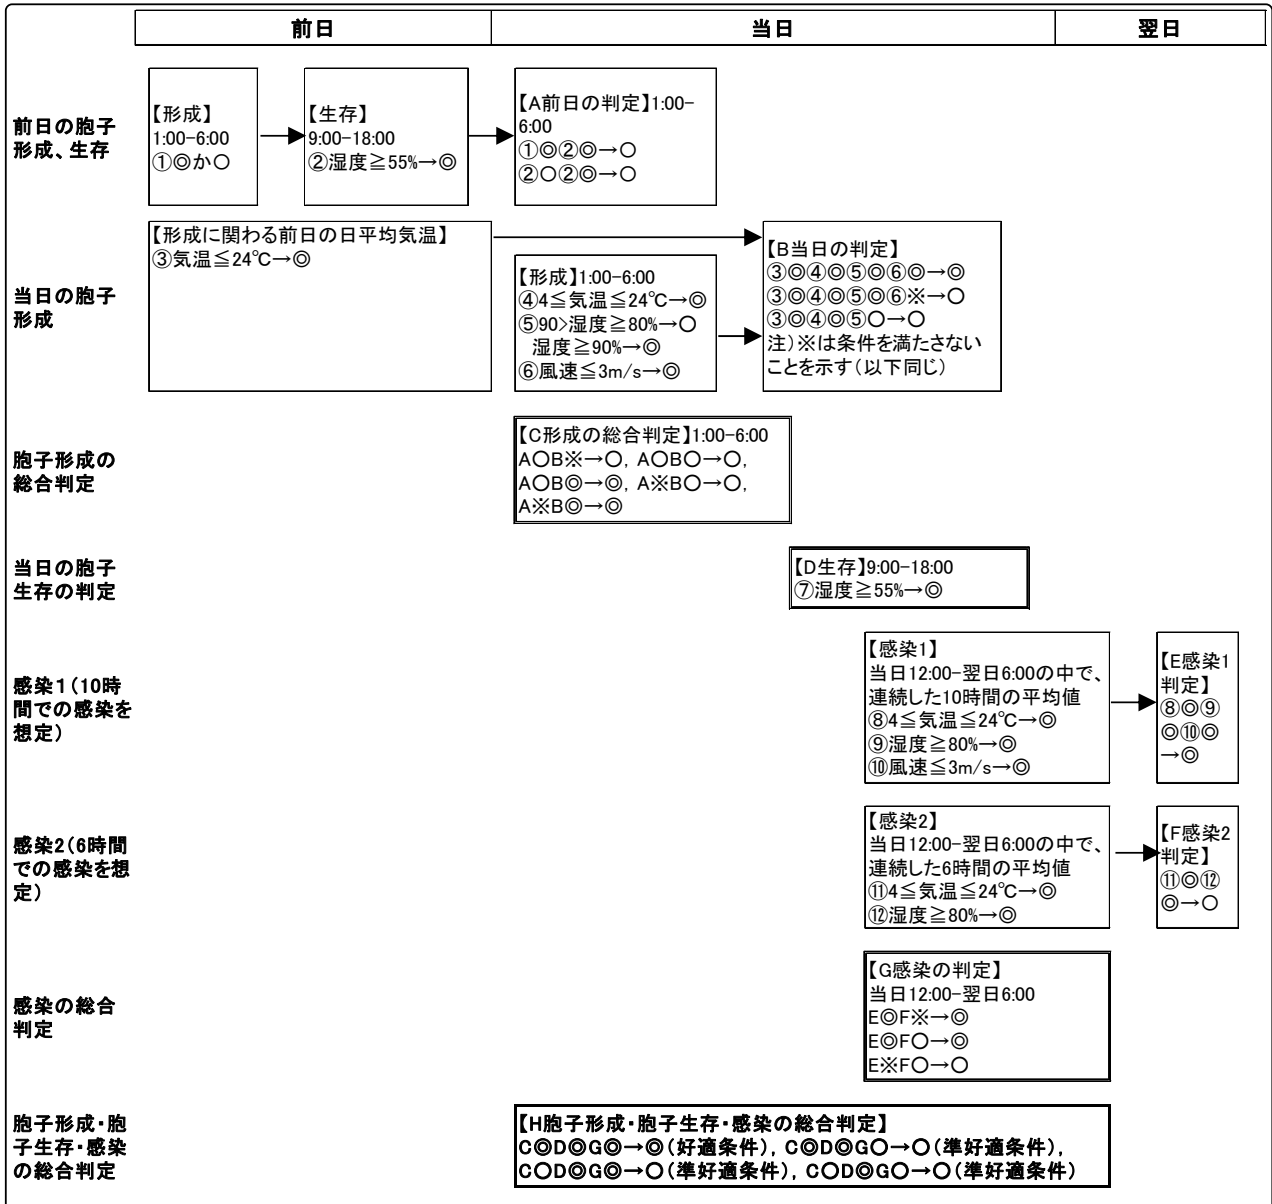 前日
当日
翌日
前日の胞子
形成、生存
【形成】
1:00-6:00
①◎か○
【生存】
9:00-18:00
②湿度≧55%→◎
【A前日の判定】1:00-
6:00
①◎②◎→○
②○②◎→○
当日の胞子
形成
【形成に関わる前日の日平均気温】
③気温≦24℃→◎
【形成】1:00-6:00
④4≦気温≦24℃→◎
⑤90>湿度≧80%→○
湿度≧90%→◎
⑥風速≦3m/s→◎
【B当日の判定】
③◎④◎⑤◎⑥◎→◎
③◎④◎⑤◎⑥※→○
③◎④◎⑤○→○
注)※は条件を満たさない
ことを示す(以下同じ)
胞子形成の
総合判定
【C形成の総合判定】1:00-6:00
A○B※→○, A○B○→○,
A○B◎→◎, A※B○→○,
A※B◎→◎
当日の胞子
生存の判定
【D生存】9:00-18:00
⑦湿度≧55%→◎
感染1(10時
間での感染を
想定)
【感染1】
当日12:00-翌日6:00の中で、
連続した10時間の平均値
⑧4≦気温≦24℃→◎
⑨湿度≧80%→◎
⑩風速≦3m/s→◎
【E感染1
判定】
⑧◎⑨
◎⑩◎
→◎
感染2(6時間
での感染を想
定)
【感染2】
当日12:00-翌日6:00の中で、
連続した6時間の平均値
⑪4≦気温≦24℃→◎
⑫湿度≧80%→◎
【F感染2
判定】
⑪◎⑫
◎→○
感染の総合
判定
【G感染の判定】
当日12:00-翌日6:00
E◎F※→◎
E◎F○→◎
E※F○→○
胞子形成・胞
子生存・感染
の総合判定
【H胞子形成・胞子生存・感染の総合判定】
C◎D◎G◎→◎(好適条件), C◎D◎G○→○(準好適条件),
C○D◎G◎→○(準好適条件), C○D◎G○→○(準好適条件)